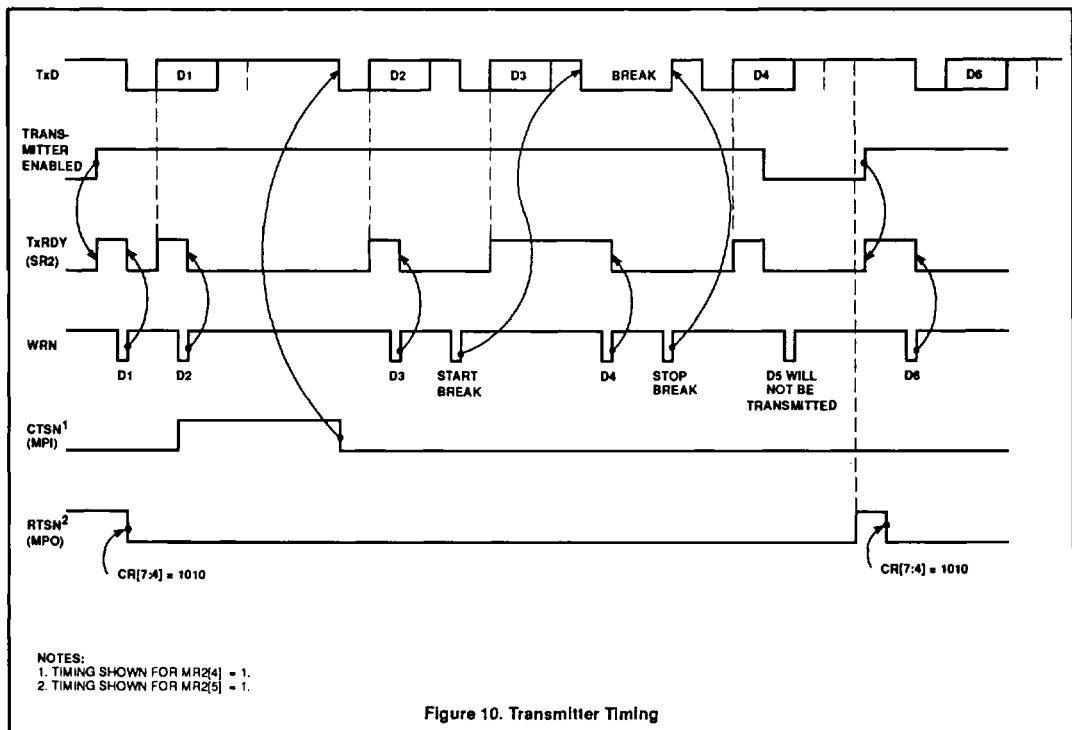 TxD D1 D2 D3 BREAK D4 D6
TRANS-
MITTER
ENABLED
TxRDY
(SR2)
WRN
D1 D2 D3 START
BREAK D4 STOP
BREAK D5 WILL
NOT BE
TRANSMITTED D6
CTSN1
(MPI)
RTSN2
(MPO)
CR[7:4] = 1010 CR[7:4] = 1010
NOTES:
1. TIMING SHOWN FOR MR2[4] = 1.
2. TIMING SHOWN FOR MR2[5] = 1.
Figure 10. Transmitter Timing